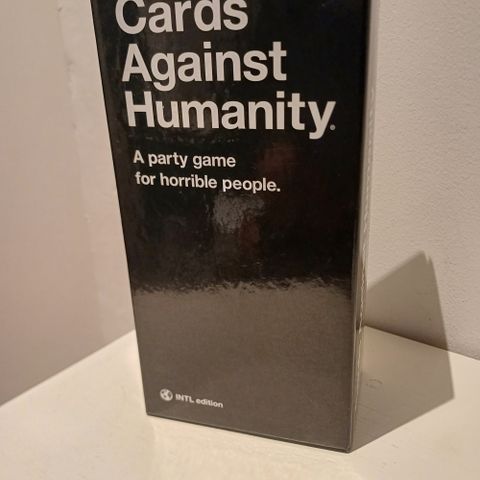 Cards
Against
Humanity®
A party game
for horrible people.
INTL edition